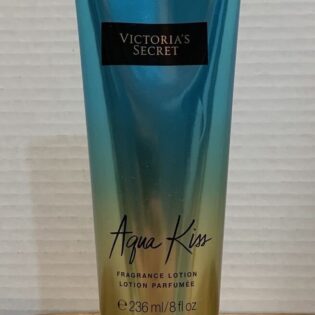 VICTORIA'S
SECRET
Aqua Kiss
FRAGRANCE LOTION
LOTION PARFUMÉE
℮ 236 ml/8 fl oz